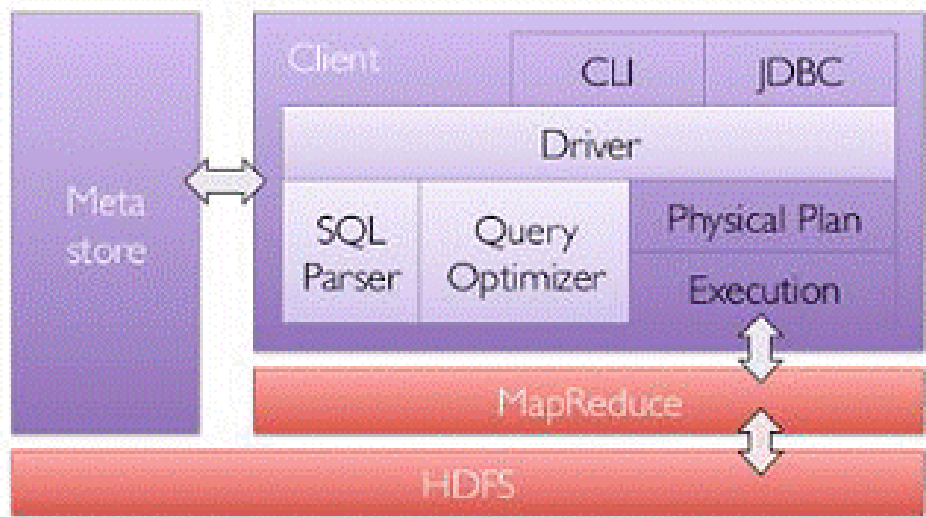 Client
CLI
JDBC
Driver
Meta
store
SQL
Parser
Query
Optimizer
Physical Plan
Execution
MapReduce
HDFS